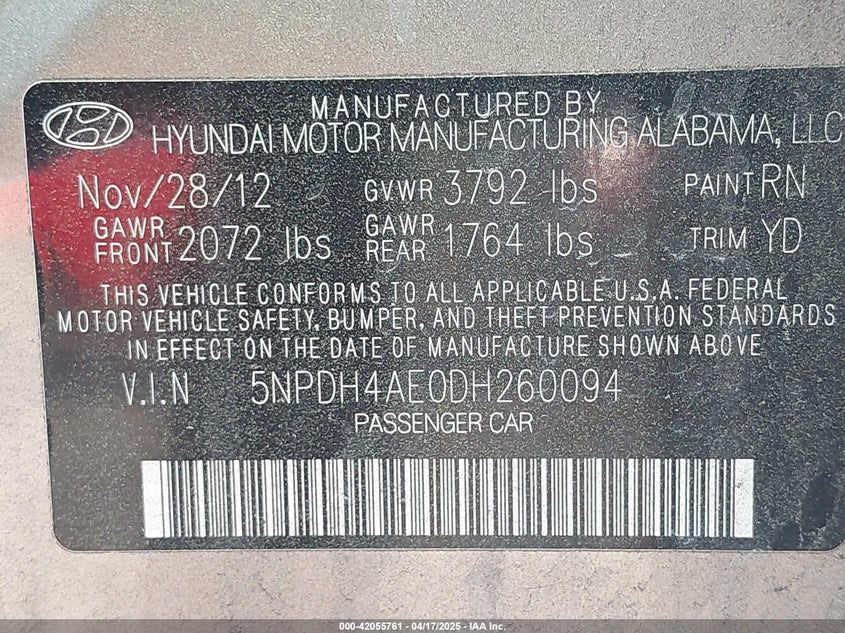 MANUFACTURED BY
HYUNDAI MOTOR MANUFACTURING ALABAMA, LLC
Nov/28/12 GVWR 3792 lbs PAINT RN
GAWR FRONT 2072 lbs GAWR REAR 1764 lbs TRIM YD
THIS VEHICLE CONFORMS TO ALL APPLICABLE U.S.A. FEDERAL
MOTOR VEHICLE SAFETY, BUMPER, AND THEFT PREVENTION STANDARDS
IN EFFECT ON THE DATE OF MANUFACTURE SHOWN ABOVE
V.I.N 5NPDH4AE0DH260094
PASSENGER CAR
000-42055761 - 04/17/2025 - IAA Inc.